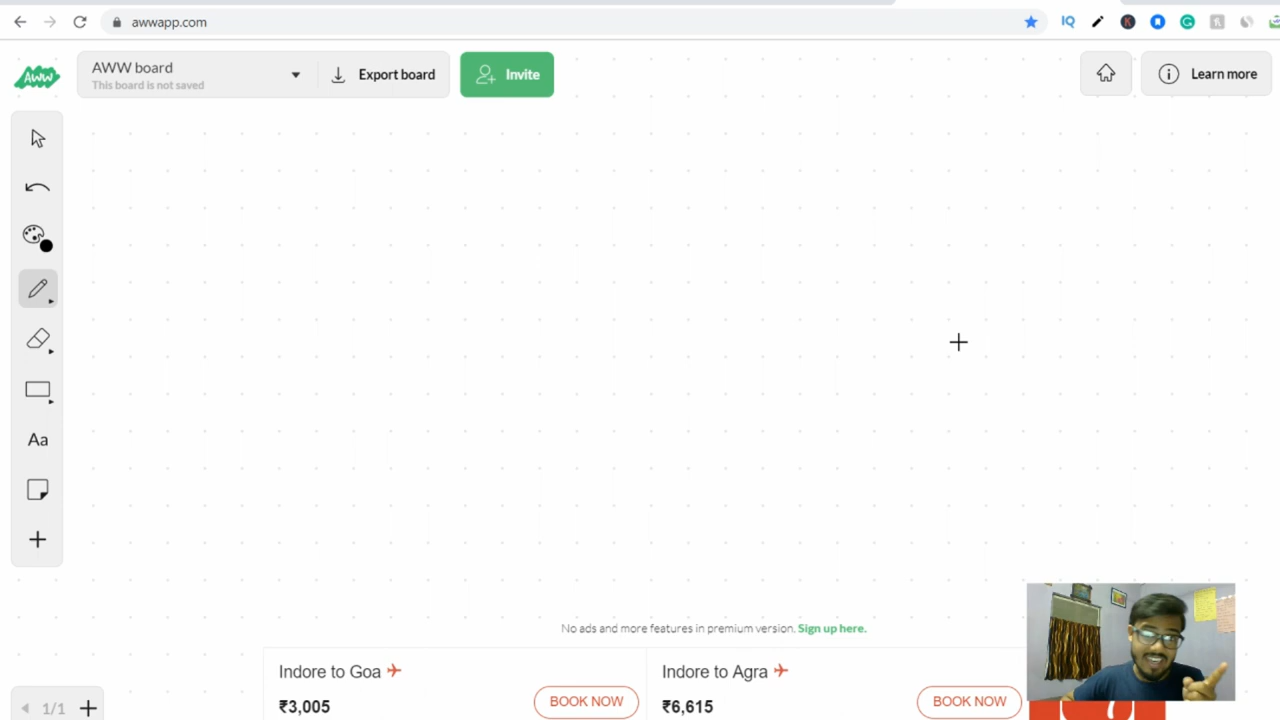 awwapp.com
IQ
AWW
AWW board
This board is not saved
Export board
Invite
Learn more
Aa
No ads and more features in premium version. Sign up here.
Indore to Goa
₹3,005
BOOK NOW
Indore to Agra
₹6,615
BOOK NOW
1/1